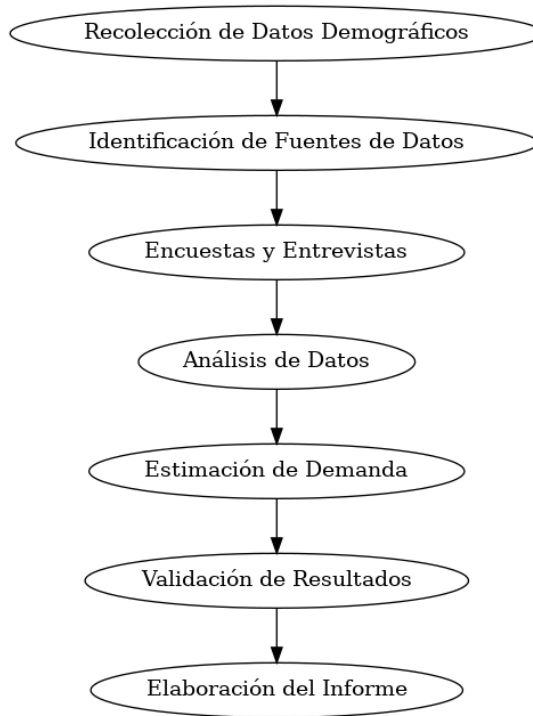 Recolección de Datos Demográficos
Identificación de Fuentes de Datos
Encuestas y Entrevistas
Análisis de Datos
Estimación de Demanda
Validación de Resultados
Elaboración del Informe